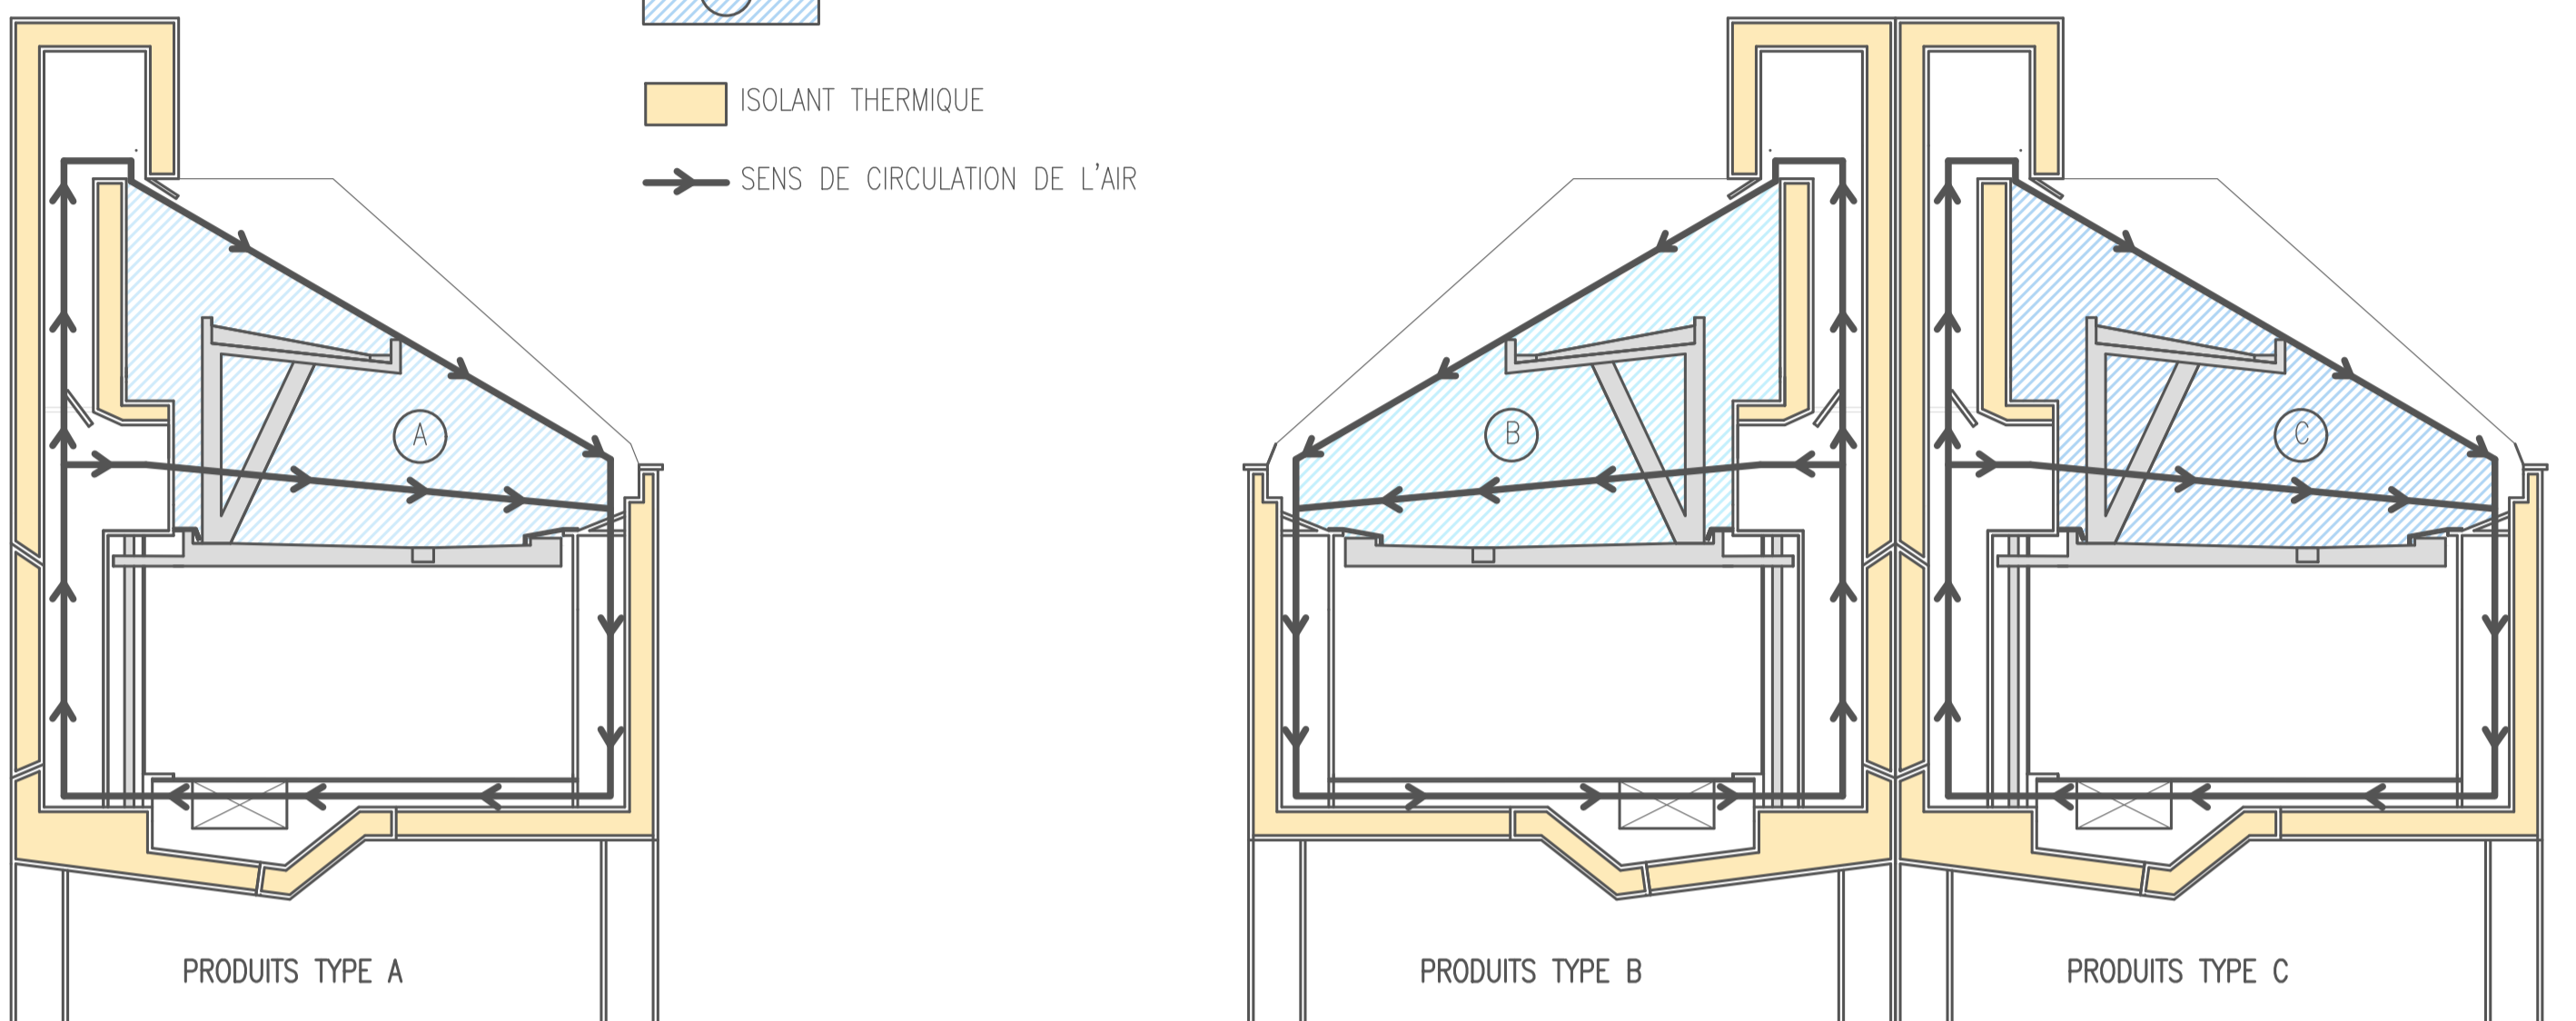 ISOLANT THERMIQUE
SENS DE CIRCULATION DE L'AIR
A
B
C
PRODUITS TYPE A
PRODUITS TYPE B
PRODUITS TYPE C